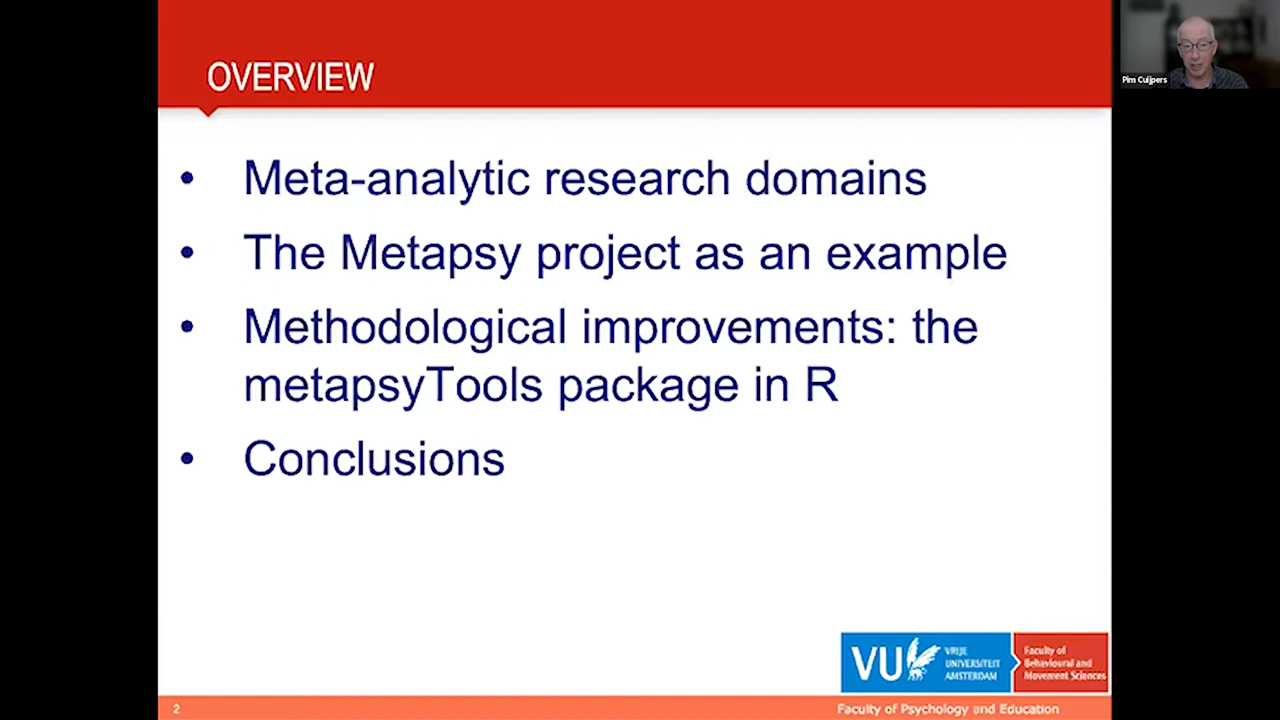 OVERVIEW
Pim Cuijpers
• Meta-analytic research domains
• The Metapsy project as an example
• Methodological improvements: the
metapsyTools package in R
• Conclusions
VU
VRIJE
UNIVERSITEIT
AMSTERDAM
Faculty of
Behavioural and
Movement Sciences
2
Faculty of Psychology and Education